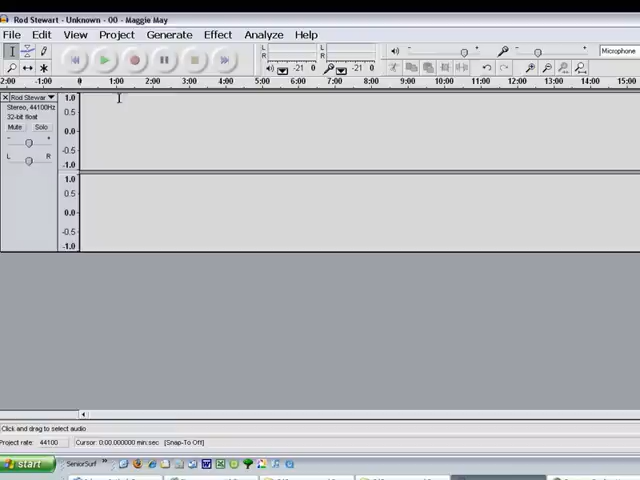 Rod Stewart - Unknown - 00 - Maggie May
File Edit View Project Generate Effect Analyze Help
L R -21 0 L R -21 0 Microphone
2:00 -1:00 0 1:00 2:00 3:00 4:00 5:00 6:00 7:00 8:00 9:00 10:00 11:00 12:00 13:00 14:00 15:00
Rod Stewar
Stereo, 44100Hz
32-bit float
Mute Solo
- +
L R
1.0
0.5
0.0
-0.5
-1.0
1.0
0.5
0.0
-0.5
-1.0
Click and drag to select audio
Project rate: 44100 Cursor: 0:00.000000 min:sec [Snap-To Off]
start SeniorSurf